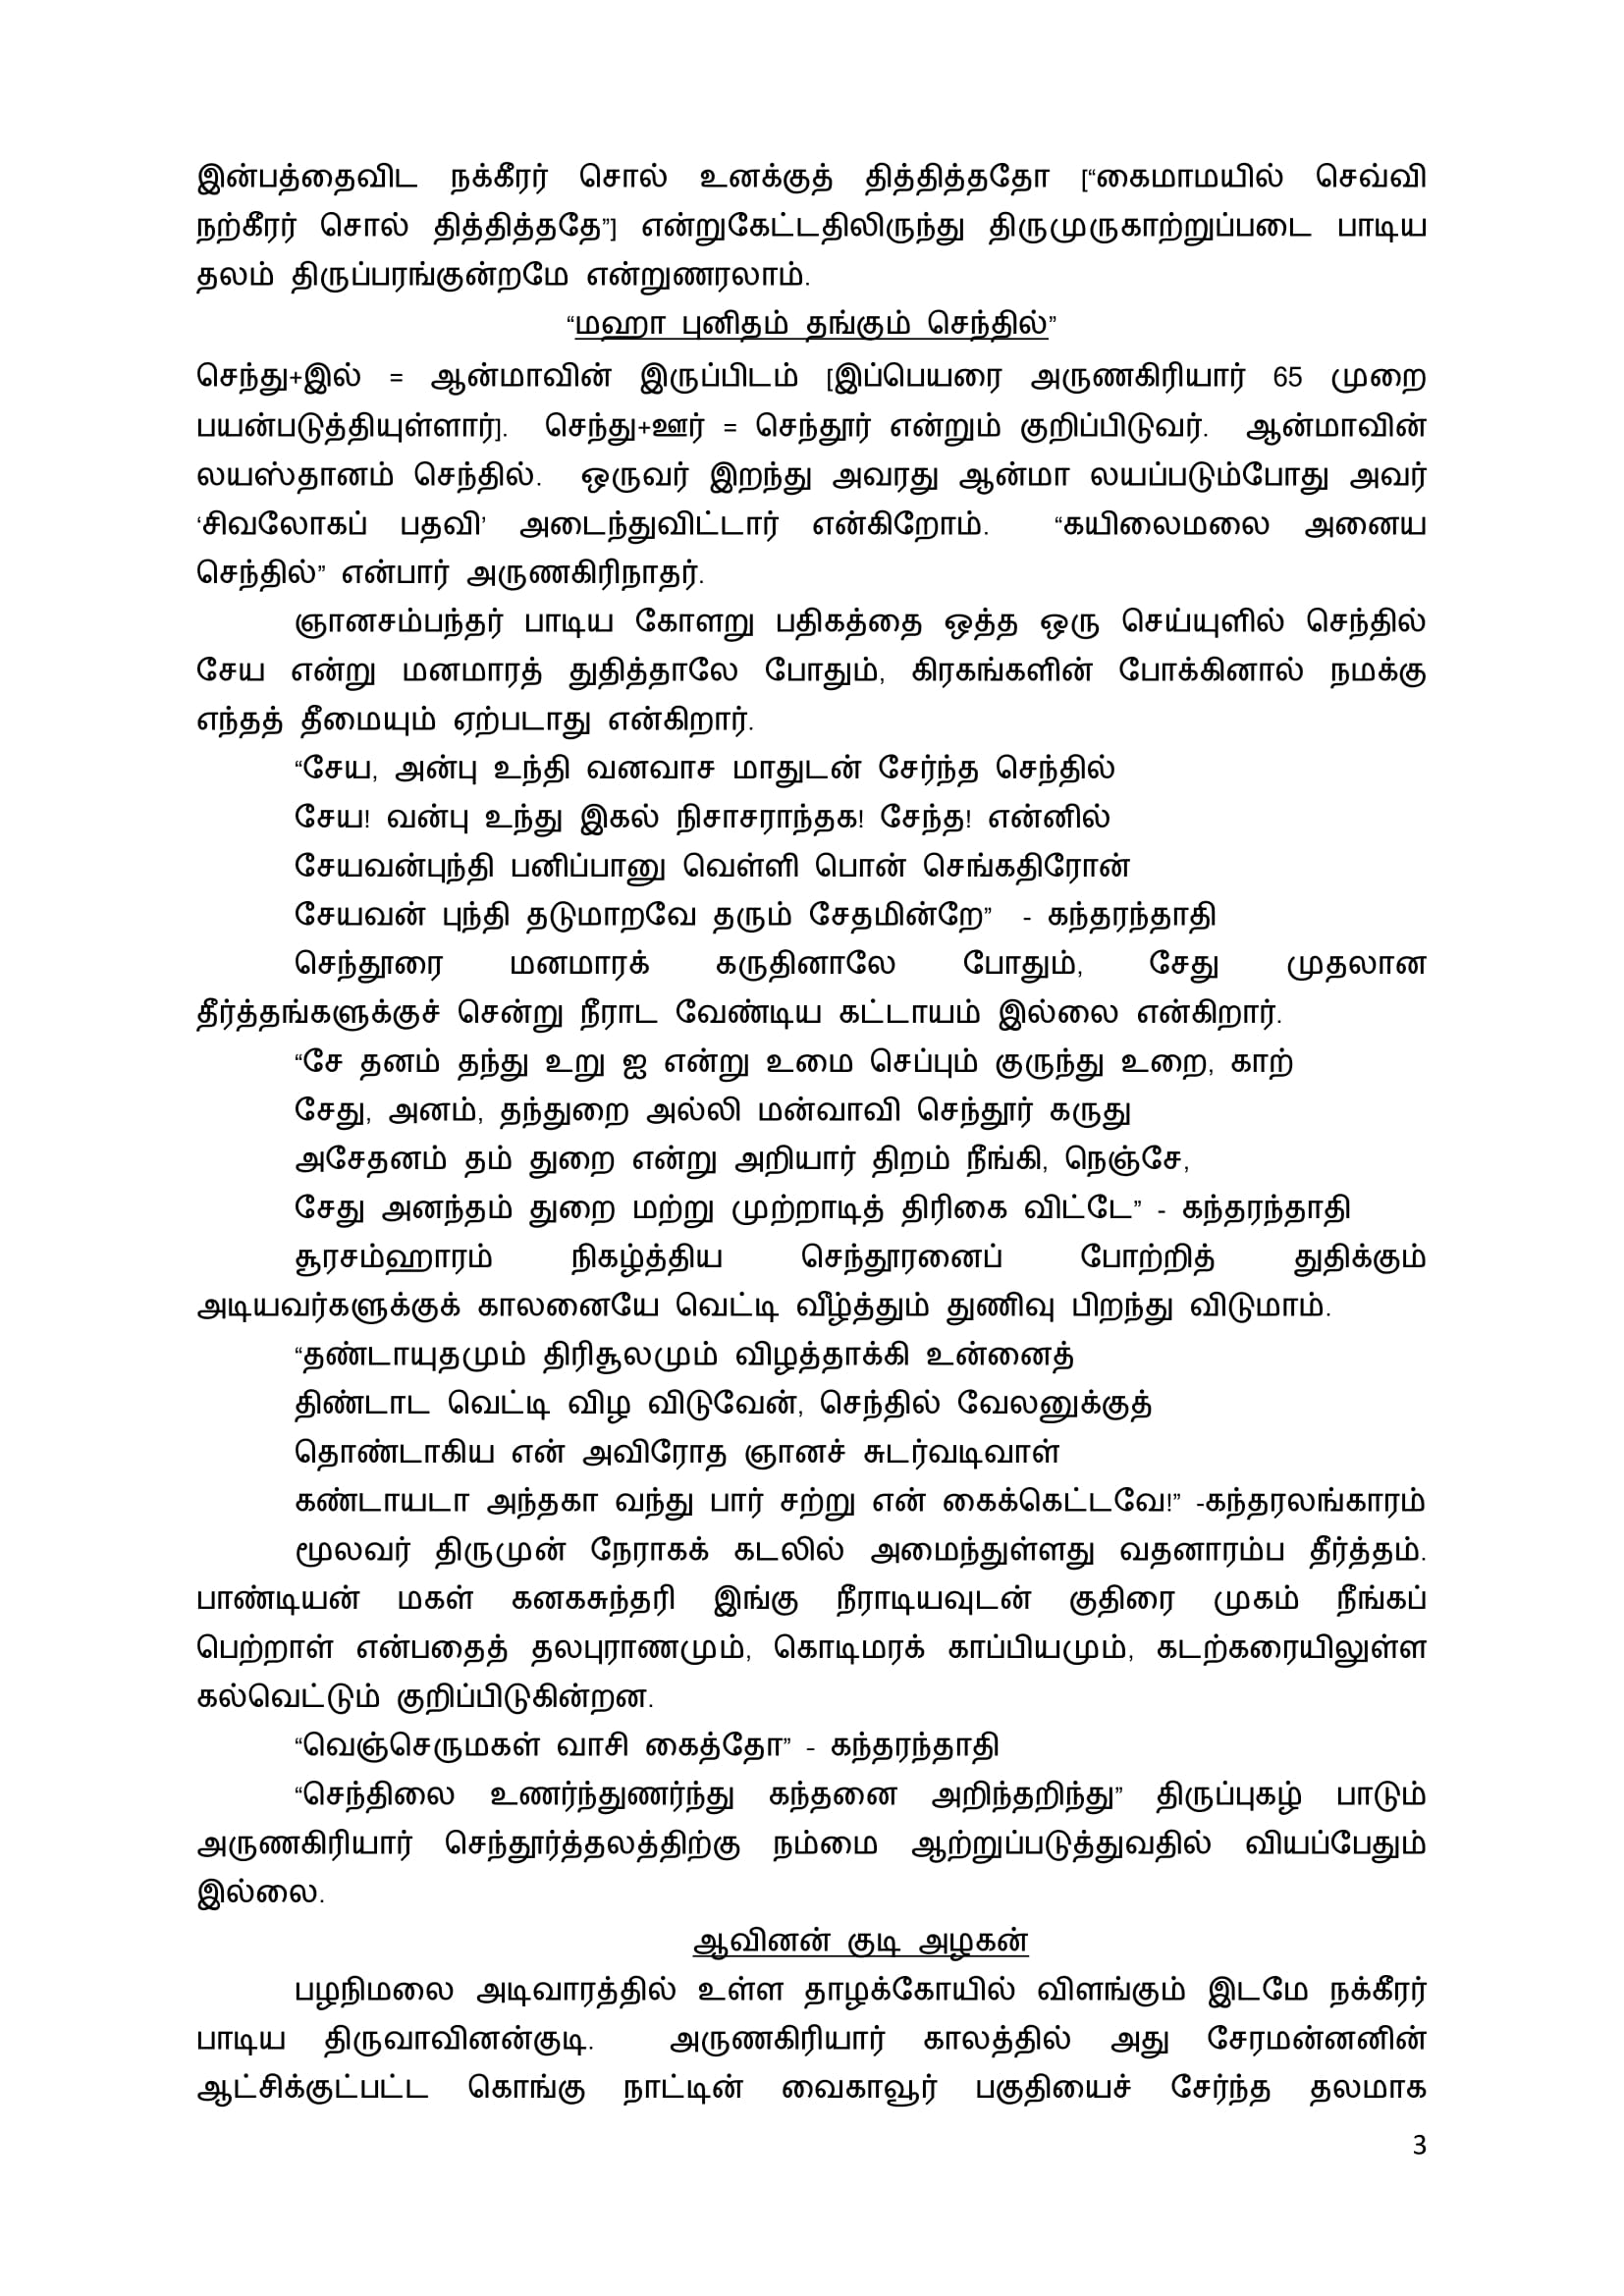 இன்பத்தைவிட நக்கீரர் சொல் உனக்குத் தித்தித்ததோ [“கைமாமயில் செவ்வி
நற்கீரர் சொல் தித்தித்ததே”] என்றுகேட்டதிலிருந்து திருமுருகாற்றுப்படை பாடிய
தலம் திருப்பரங்குன்றமே என்றுணரலாம்.
“மஹா புனிதம் தங்கும் செந்தில்”
செந்து+இல் = ஆன்மாவின் இருப்பிடம் [இப்பெயரை அருணகிரியார் 65 முறை
பயன்படுத்தியுள்ளார்]. செந்து+ஊர் = செந்தூர் என்றும் குறிப்பிடுவர். ஆன்மாவின்
லயஸ்தானம் செந்தில். ஒருவர் இறந்து அவரது ஆன்மா லயப்படும்போது அவர்
‘சிவலோகப் பதவி’ அடைந்துவிட்டார் என்கிறோம். “கயிலைமலை அனைய
செந்தில்” என்பார் அருணகிரிநாதர்.
ஞானசம்பந்தர் பாடிய கோளறு பதிகத்தை ஒத்த ஒரு செய்யுளில் செந்தில்
சேய என்று மனமாரத் துதித்தாலே போதும், கிரகங்களின் போக்கினால் நமக்கு
எந்தத் தீமையும் ஏற்படாது என்கிறார்.
“சேய, அன்பு உந்தி வனவாச மாதுடன் சேர்ந்த செந்தில்
சேய! வன்பு உந்து இகல் நிசாசராந்தக! சேந்த! என்னில்
சேயவன்புந்தி பனிப்பானு வெள்ளி பொன் செங்கதிரோன்
சேயவன் புந்தி தடுமாறவே தரும் சேதமின்றே” - கந்தரந்தாதி
செந்தூரை மனமாரக் கருதினாலே போதும், சேது முதலான
தீர்த்தங்களுக்குச் சென்று நீராட வேண்டிய கட்டாயம் இல்லை என்கிறார்.
“சே தனம் தந்து உறு ஐ என்று உமை செப்பும் குருந்து உறை, காற்
சேது, அனம், தந்துறை அல்லி மன்வாவி செந்தூர் கருது
அசேதனம் தம் துறை என்று அறியார் திறம் நீங்கி, நெஞ்சே,
சேது அனந்தம் துறை மற்று முற்றாடித் திரிகை விட்டே” - கந்தரந்தாதி
சூரசம்ஹாரம் நிகழ்த்திய செந்தூரனைப் போற்றித் துதிக்கும்
அடியவர்களுக்குக் காலனையே வெட்டி வீழ்த்தும் துணிவு பிறந்து விடுமாம்.
“தண்டாயுதமும் திரிசூலமும் விழத்தாக்கி உன்னைத்
திண்டாட வெட்டி விழ விடுவேன், செந்தில் வேலனுக்குத்
தொண்டாகிய என் அவிரோத ஞானச் சுடர்வடிவாள்
கண்டாயடா அந்தகா வந்து பார் சற்று என் கைக்கெட்டவே!” -கந்தரலங்காரம்
மூலவர் திருமுன் நேராகக் கடலில் அமைந்துள்ளது வதனாரம்ப தீர்த்தம்.
பாண்டியன் மகள் கனகசுந்தரி இங்கு நீராடியவுடன் குதிரை முகம் நீங்கப்
பெற்றாள் என்பதைத் தலபுராணமும், கொடிமரக் காப்பியமும், கடற்கரையிலுள்ள
கல்வெட்டும் குறிப்பிடுகின்றன.
“வெஞ்செருமகள் வாசி கைத்தோ” – கந்தரந்தாதி
“செந்திலை உணர்ந்துணர்ந்து கந்தனை அறிந்தறிந்து” திருப்புகழ் பாடும்
அருணகிரியார் செந்தூர்த்தலத்திற்கு நம்மை ஆற்றுப்படுத்துவதில் வியப்பேதும்
இல்லை.
ஆவினன் குடி அழகன்
பழநிமலை அடிவாரத்தில் உள்ள தாழக்கோயில் விளங்கும் இடமே நக்கீரர்
பாடிய திருவாவினன்குடி. அருணகிரியார் காலத்தில் அது சேரமன்னனின்
ஆட்சிக்குட்பட்ட கொங்கு நாட்டின் வைகாவூர் பகுதியைச் சேர்ந்த தலமாக
3